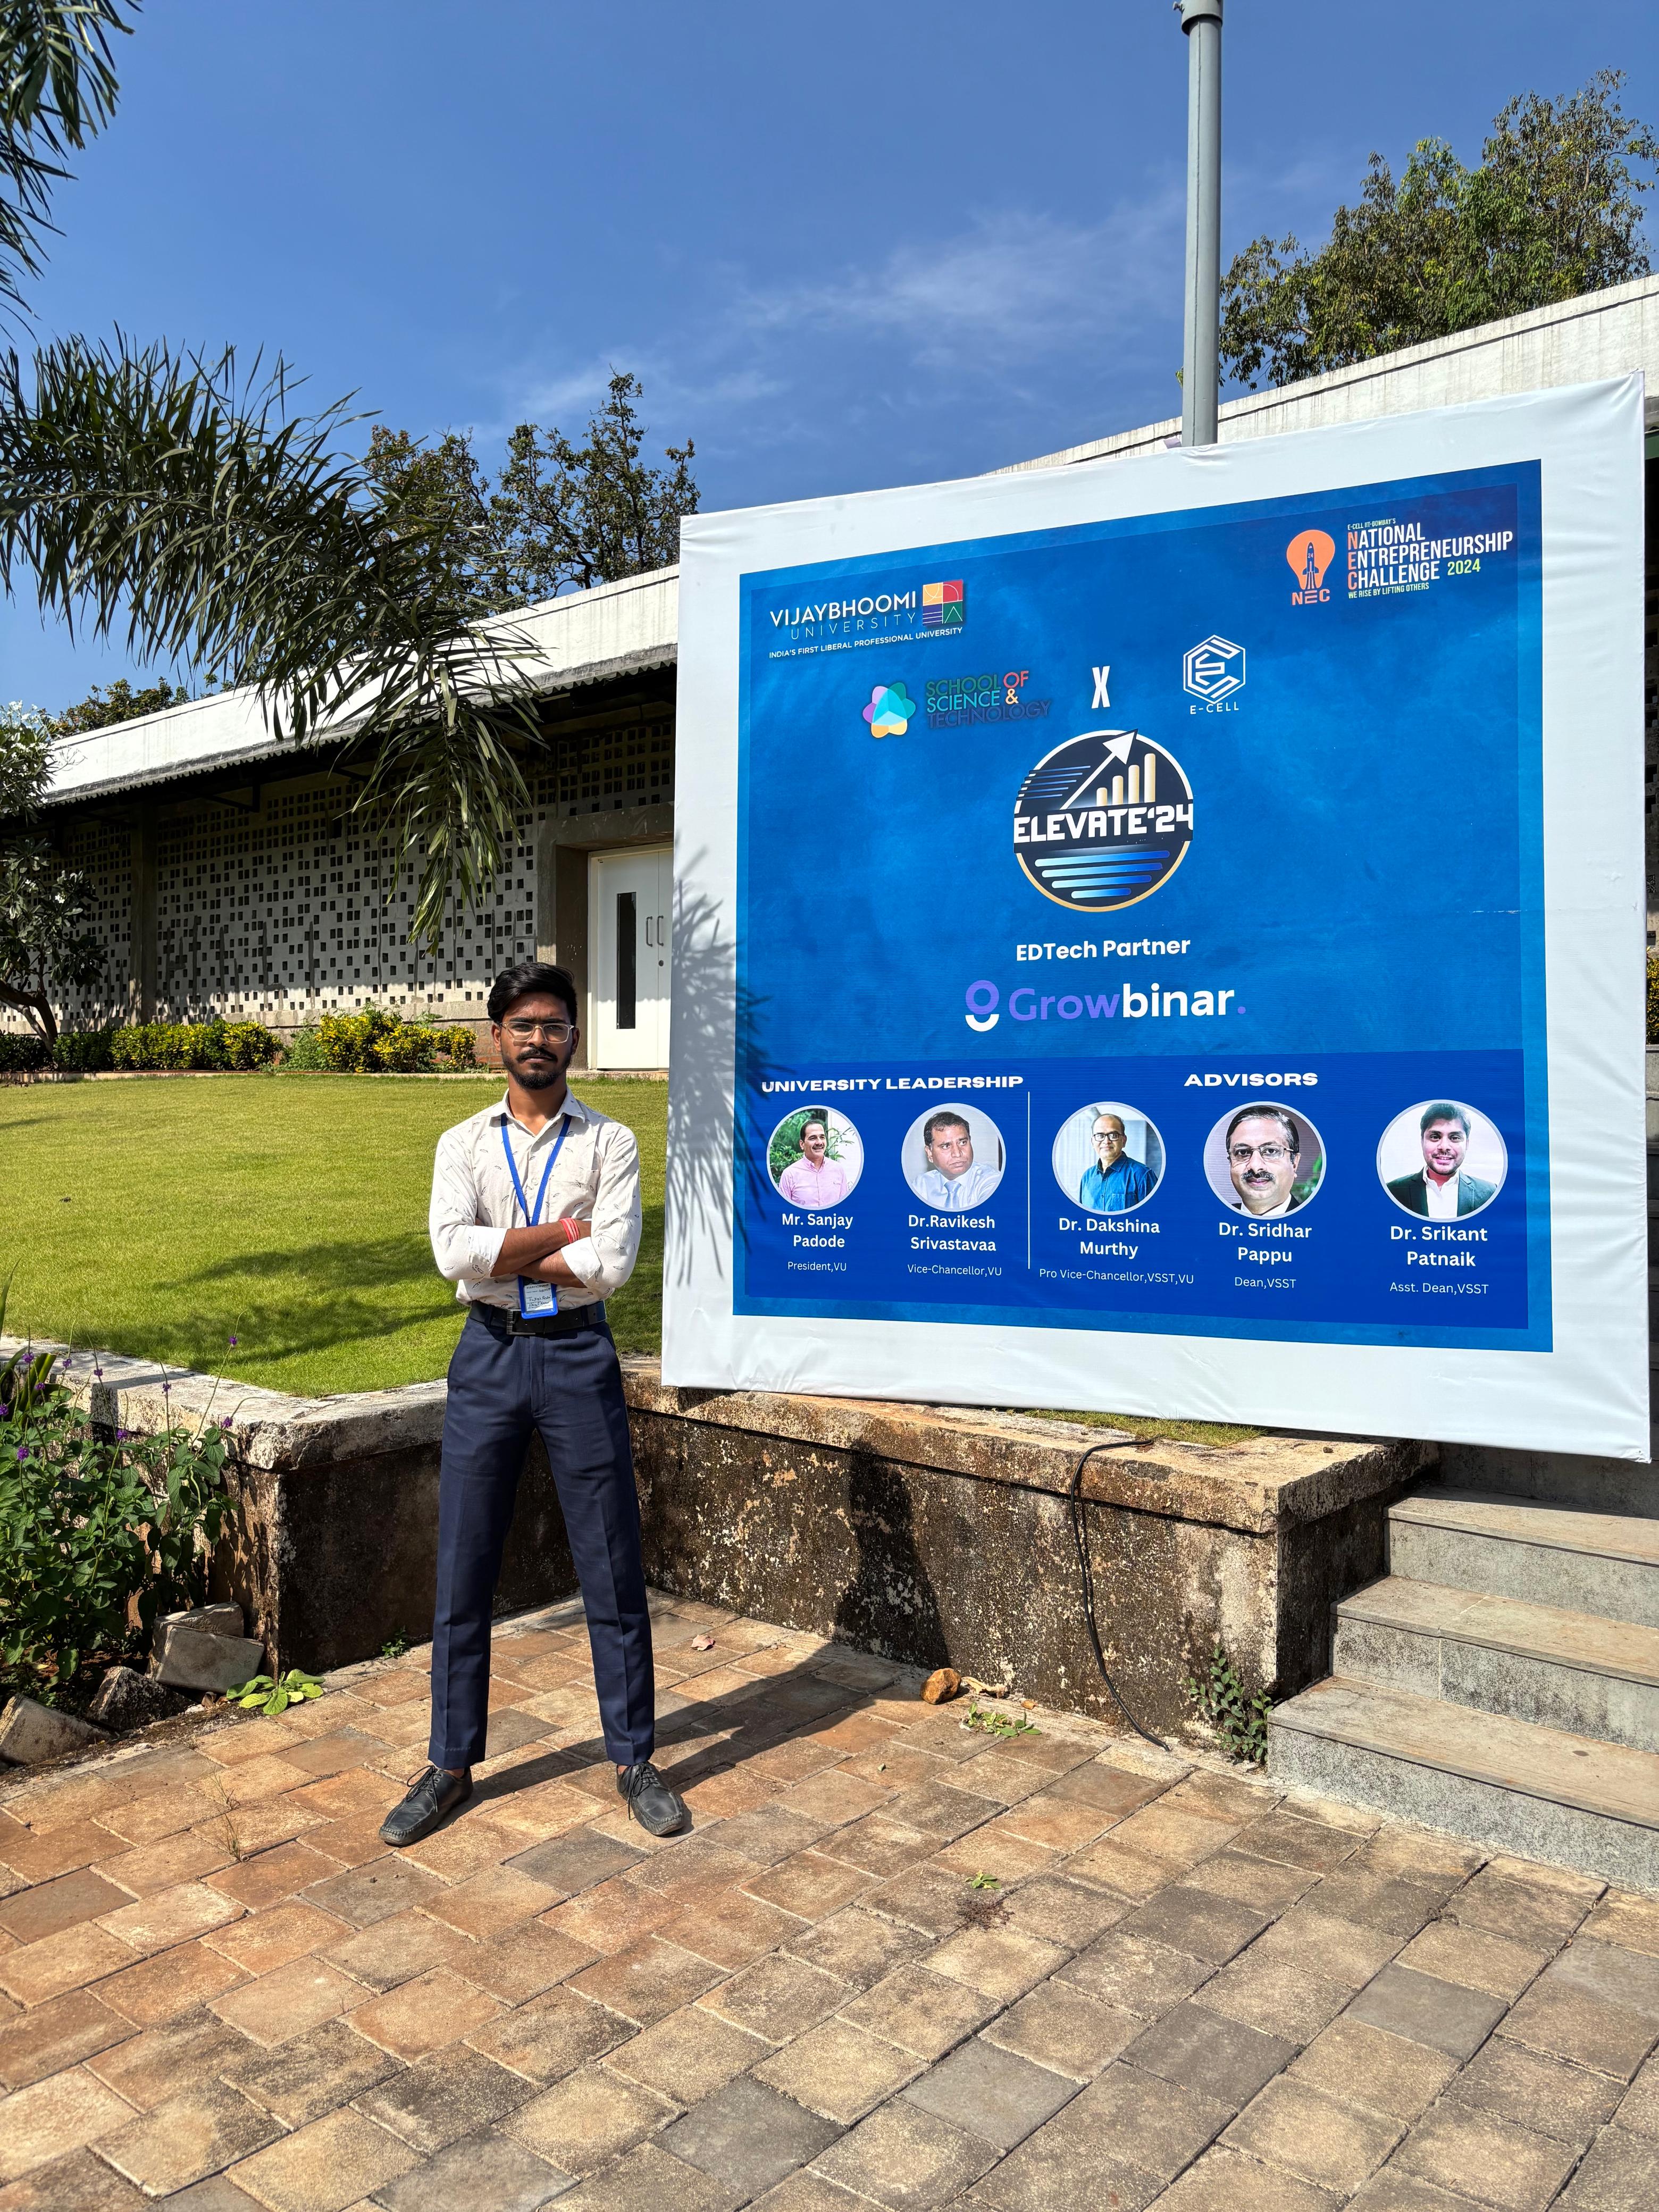 E-CELL IIT-BOMBAY'S
NATIONAL
ENTREPRENEURSHIP
CHALLENGE 2024
WE RISE BY LIFTING OTHERS
NEC
VIJAYBHOOMI
UNIVERSITY
INDIA'S FIRST LIBERAL PROFESSIONAL UNIVERSITY
SCHOOL OF
SCIENCE &
TECHNOLOGY
X
E-CELL
ELEVATE'24
EDTech Partner
Growbinar.
UNIVERSITY LEADERSHIP
ADVISORS
Mr. Sanjay
Padode
President,VU
Dr.Ravikesh
Srivastavaa
Vice-Chancellor,VU
Dr. Dakshina
Murthy
Pro Vice-Chancellor,VSST,VU
Dr. Sridhar
Pappu
Dean,VSST
Dr. Srikant
Patnaik
Asst. Dean,VSST